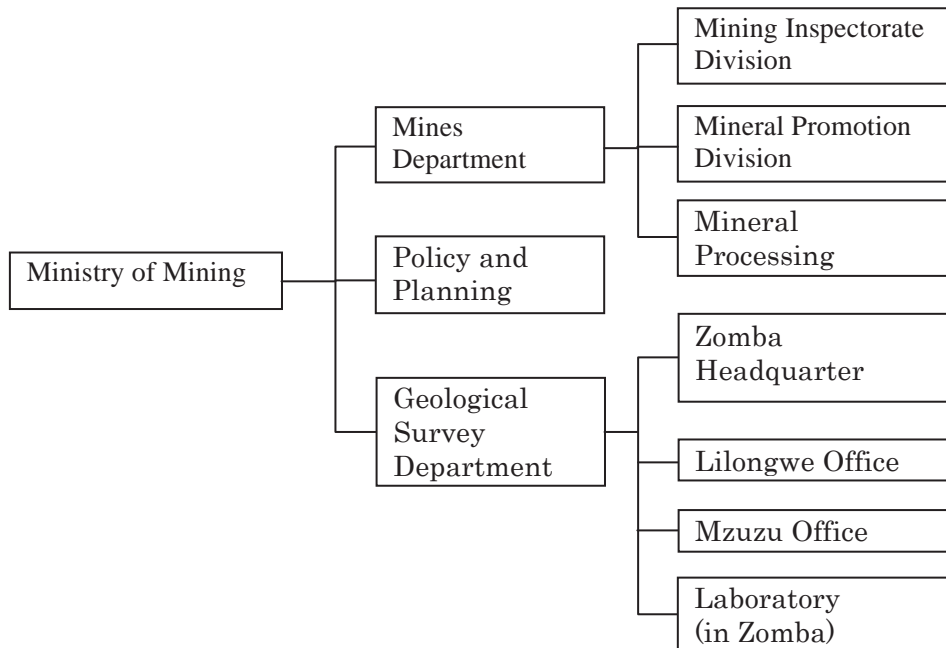 Mining Inspectorate
Division
Mines
Department
Mineral Promotion
Division
Mineral
Processing
Ministry of Mining
Policy and
Planning
Zomba
Headquarter
Geological
Survey
Department
Lilongwe Office
Mzuzu Office
Laboratory
(in Zomba)